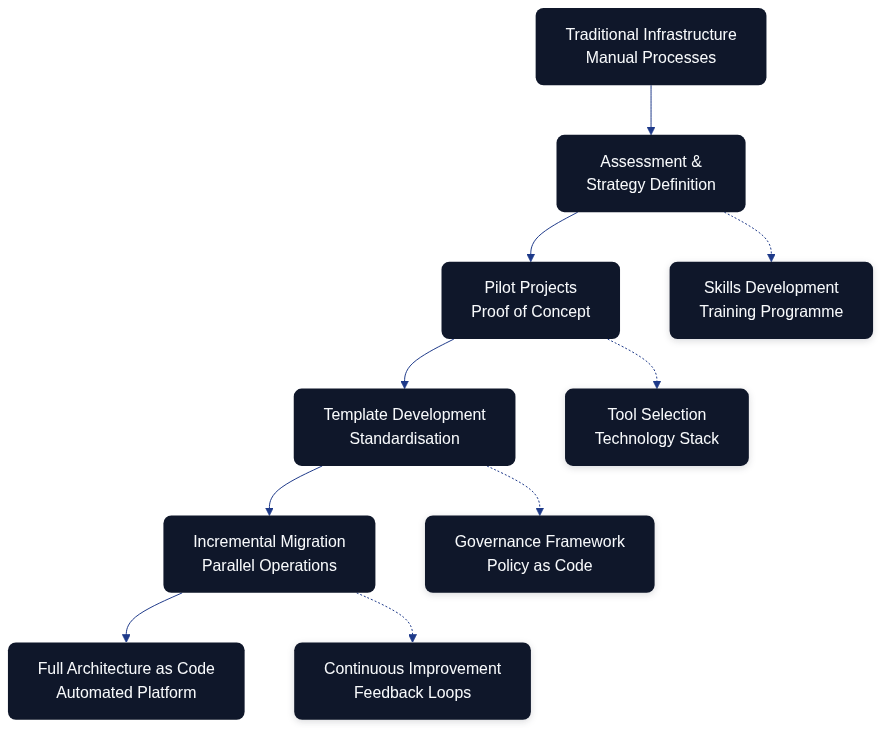 Traditional Infrastructure
Manual Processes
Assessment &
Strategy Definition
Pilot Projects
Proof of Concept
Skills Development
Training Programme
Template Development
Standardisation
Tool Selection
Technology Stack
Incremental Migration
Parallel Operations
Governance Framework
Policy as Code
Full Architecture as Code
Automated Platform
Continuous Improvement
Feedback Loops